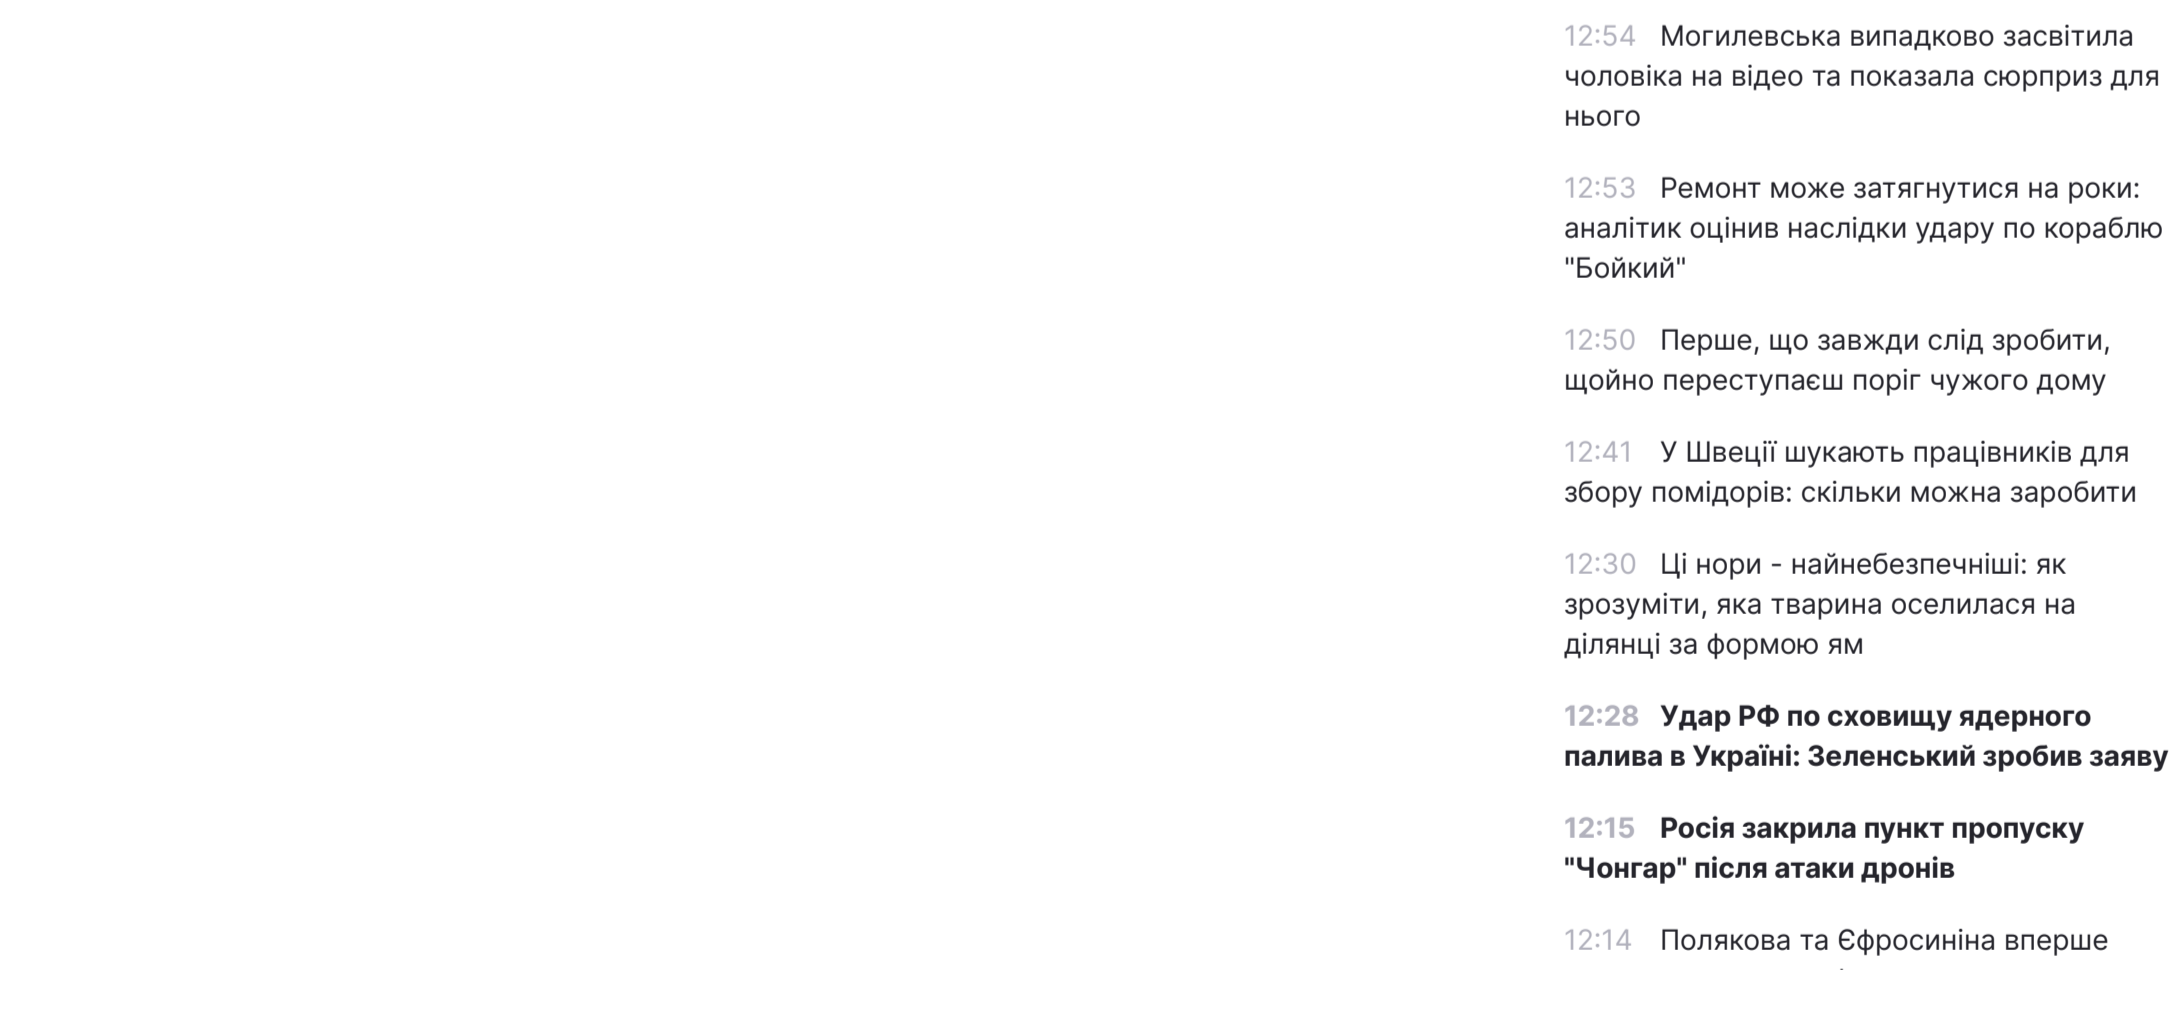 12:54 Могилевська випадково засвітила
чоловіка на відео та показала сюрприз для
нього
12:53 Ремонт може затягнутися на роки:
аналітик оцінив наслідки удару по кораблю
"Бойкий"
12:50 Перше, що завжди слід зробити,
щойно переступаєш поріг чужого дому
12:41 У Швеції шукають працівників для
збору помідорів: скільки можна заробити
12:30 Ці нори - найнебезпечніші: як
зрозуміти, яка тварина оселилася на
ділянці за формою ям
12:28 Удар РФ по сховищу ядерного
палива в Україні: Зеленський зробив заяву
12:15 Росія закрила пункт пропуску
"Чонгар" після атаки дронів
12:14 Полякова та Єфросиніна вперше